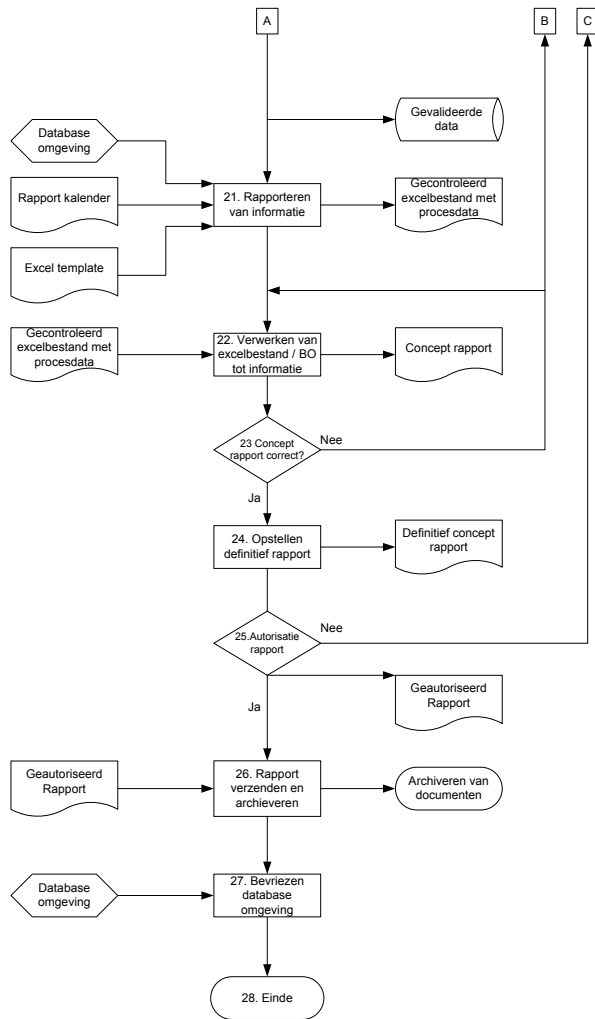 A
B
C
Gevalideerde
data
Database
omgeving
Rapport kalender
21. Rapporteren
van informatie
Gecontroleerd
excelbestand met
procesdata
Excel template
Gecontroleerd
excelbestand met
procesdata
22. Verwerken van
excelbestand / BO
tot informatie
Concept rapport
23 Concept
rapport correct?
Nee
Ja
24. Opstellen
definitief rapport
Definitief concept
rapport
25.Autorisatie
rapport
Nee
Geautoriseerd
Rapport
Ja
Geautoriseerd
Rapport
26. Rapport
verzenden en
archieveren
Archiveren van
documenten
Database
omgeving
27. Bevriezen
database
omgeving
28. Einde